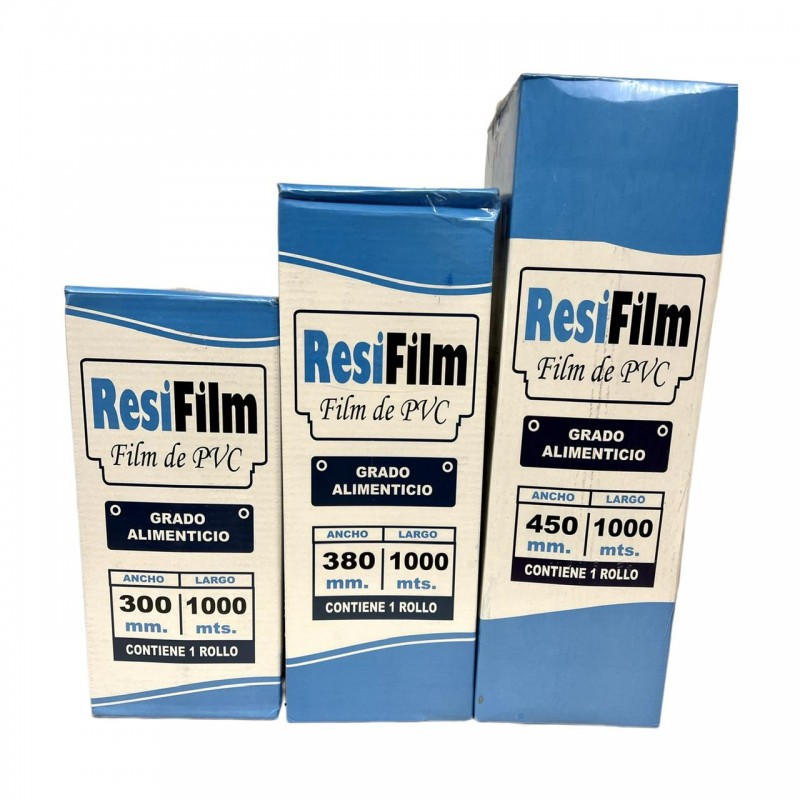 ResiFilm
Film de PVC
GRADO
ALIMENTICIO
ANCHO LARGO
300 1000
mm. mts.
CONTIENE 1 ROLLO
ResiFilm
Film de PVC
GRADO
ALIMENTICIO
ANCHO LARGO
380 1000
mm. mts.
CONTIENE 1 ROLLO
ResiFilm
Film de PVC
GRADO
ALIMENTICIO
ANCHO LARGO
450 1000
mm. mts.
CONTIENE 1 ROLLO